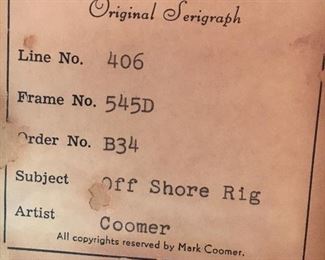 Original Serigraph
Line No. 406
Frame No. 545D
Order No. B34
Subject Off Shore Rig
Artist Coomer
All copyrights reserved by Mark Coomer.